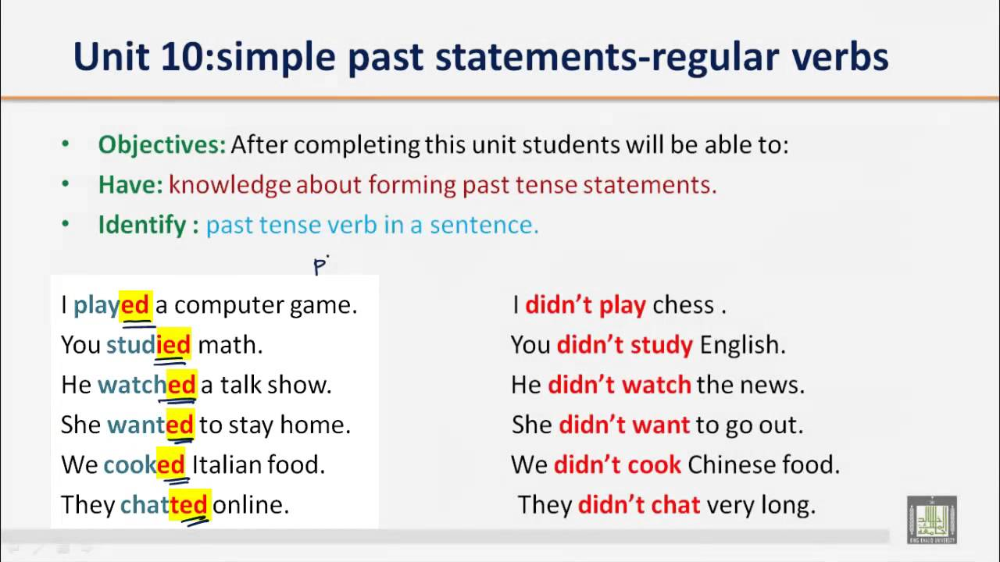 Unit 10:simple past statements-regular verbs
• Objectives: After completing this unit students will be able to:
• Have: knowledge about forming past tense statements.
• Identify : past tense verb in a sentence.
p
I played a computer game.
You studied math.
He watched a talk show.
She wanted to stay home.
We cooked Italian food.
They chatted online.
I didn’t play chess .
You didn’t study English.
He didn’t watch the news.
She didn’t want to go out.
We didn’t cook Chinese food.
They didn’t chat very long.
KING KHALID UNIVERSITY